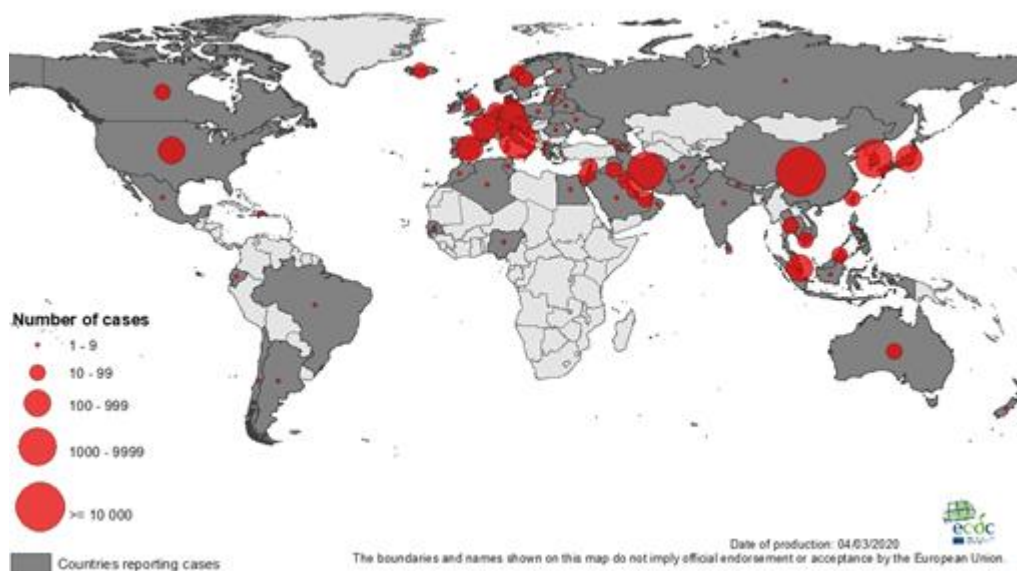 Number of cases
1 - 9
10 - 99
100 - 999
1000 - 9999
>= 10 000
Countries reporting cases
ecdc
Date of production: 04/03/2020
The boundaries and names shown on this map do not imply official endorsement or acceptance by the European Union.